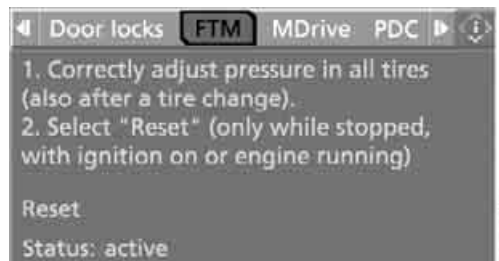 Door locks FTM MDrive PDC
1. Correctly adjust pressure in all tires
(also after a tire change).
2. Select "Reset" (only while stopped,
with ignition on or engine running)
Reset
Status: active